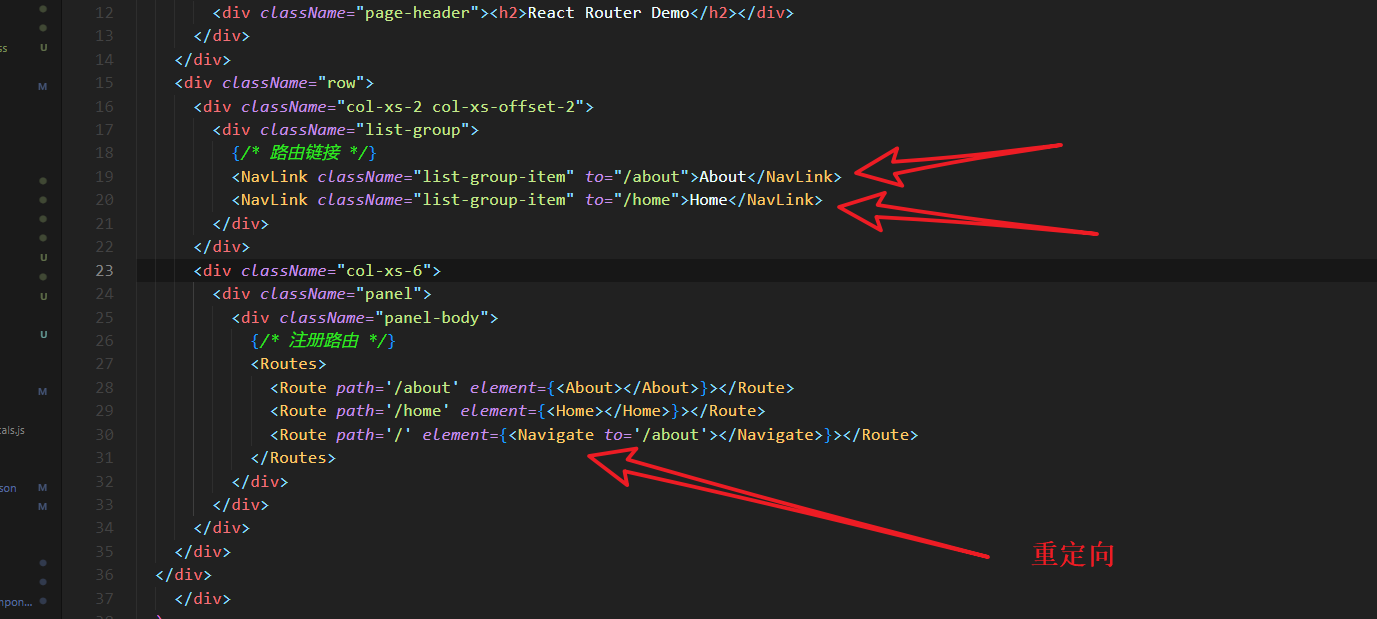 12 <div className="page-header"><h2>React Router Demo</h2></div>
13 </div>
ss U 14 </div>
15 <div className="row">
M 16 <div className="col-xs-2 col-xs-offset-2">
17 <div className="list-group">
18 {/* 路由链接 */}
19 <NavLink className="list-group-item" to="/about">About</NavLink>
20 <NavLink className="list-group-item" to="/home">Home</NavLink>
21 </div>
22 </div>
U 23 <div className="col-xs-6">
24 <div className="panel">
U 25 <div className="panel-body">
26 {/* 注册路由 */}
U 27 <Routes>
28 <Route path='/about' element={<About></About>}></Route>
M 29 <Route path='/home' element={<Home></Home>}></Route>
30 <Route path='/' element={<Navigate to='/about'></Navigate>}></Route>
tals.js 31 </Routes>
32 </div>
son M 33 </div>
M 34 </div>
35 </div>
重定向
36 </div>
mpon... 37 </div>